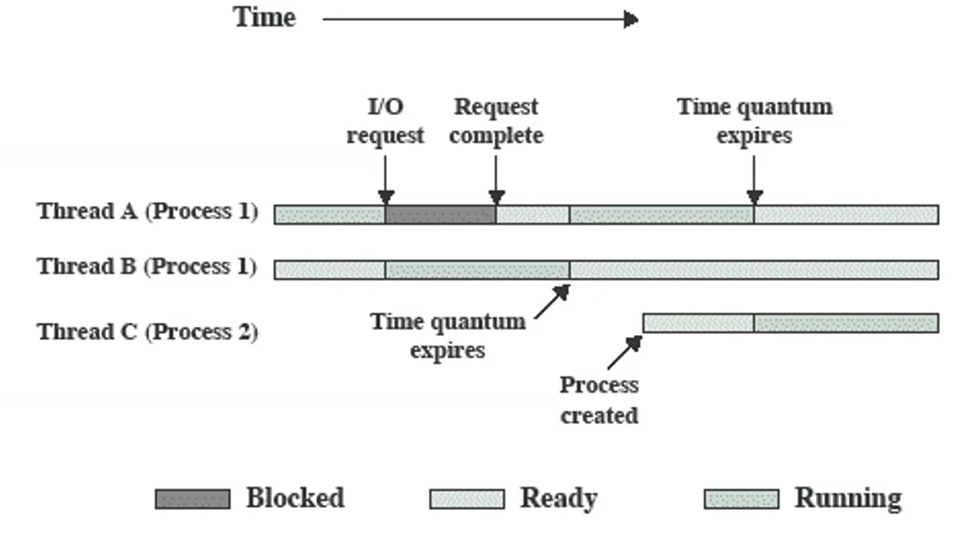 Time
I/O
request
Request
complete
Time quantum
expires
Thread A (Process 1)
Thread B (Process 1)
Time quantum
expires
Thread C (Process 2)
Process
created
Blocked
Ready
Running